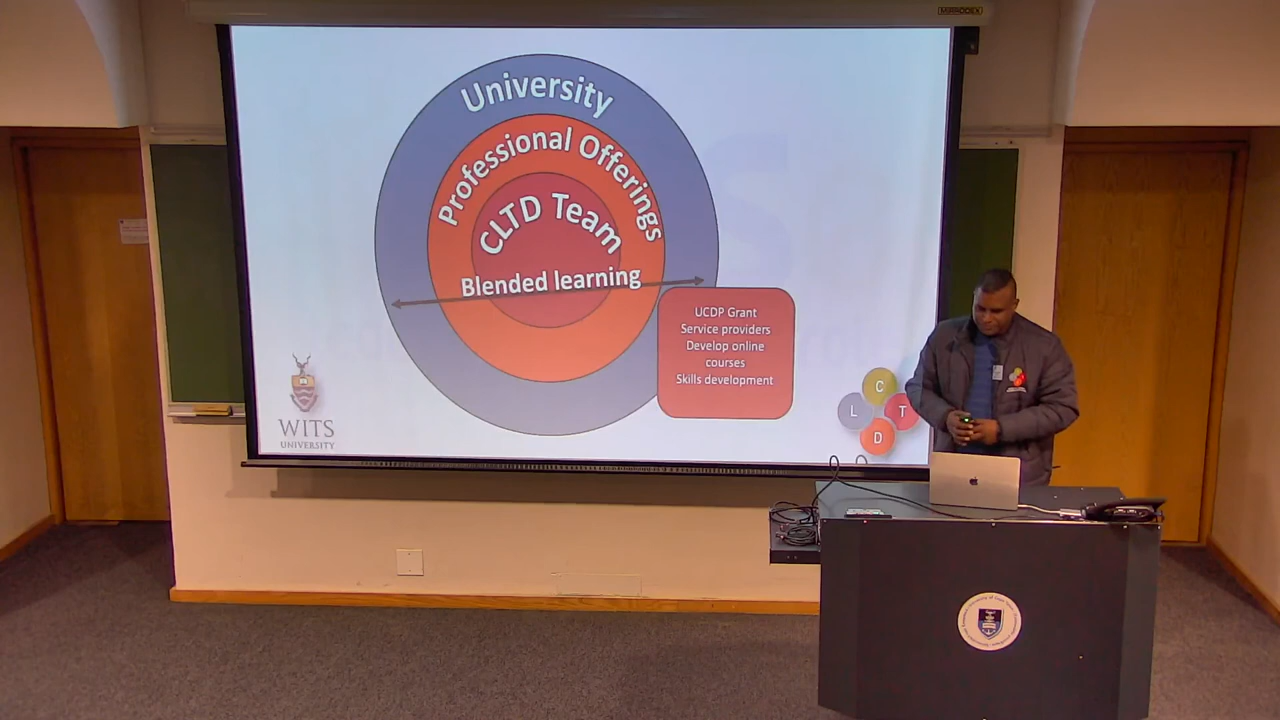 University
Professional Offerings
CLTD Team
Blended learning
UCDP Grant
Service providers
Develop online
courses
Skills development
WITS
UNIVERSITY
C
L
T
D